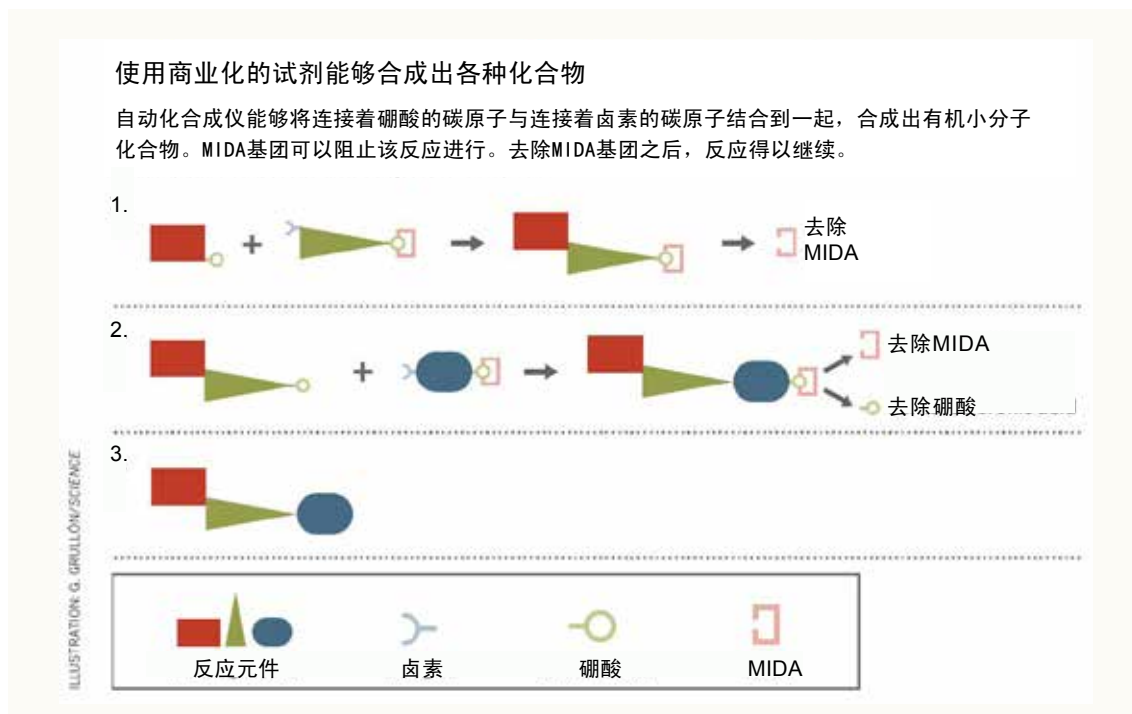 使用商业化的试剂能够合成出各种化合物
自动化合成仪能够将连接着硼酸的碳原子与连接着卤素的碳原子结合到一起，合成出有机小分子
化合物。MIDA基团可以阻止该反应进行。去除MIDA基团之后，反应得以继续。
1.
去除
MIDA
2.
去除MIDA
去除硼酸
3.
反应元件
卤素
硼酸
MIDA
ILLUSTRATION: G. GRULLÓN/SCIENCE